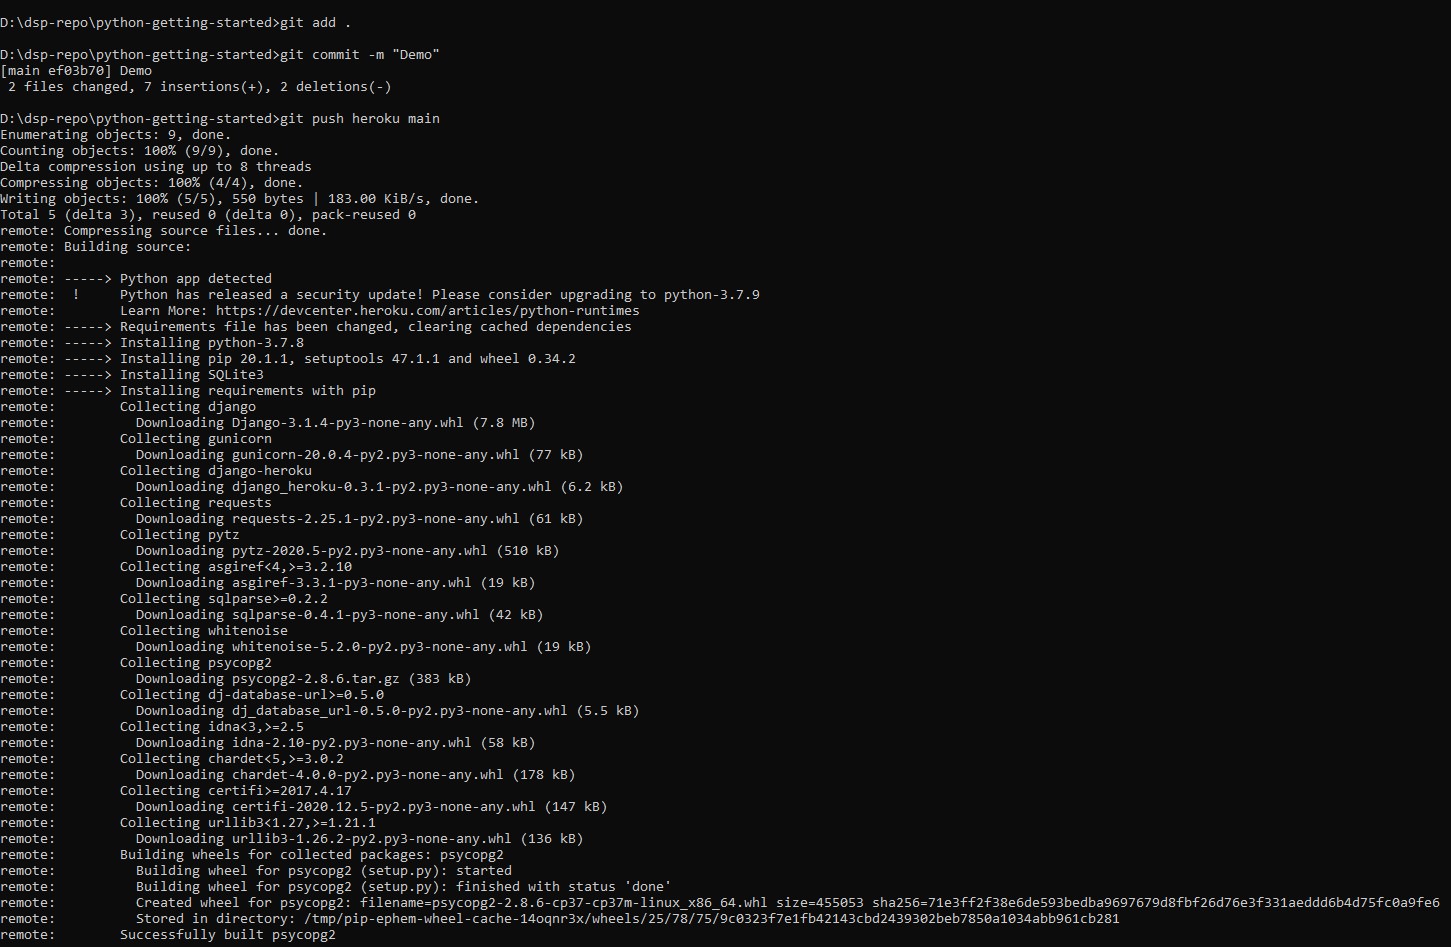 D:\dsp-repo\python-getting-started>git add .
D:\dsp-repo\python-getting-started>git commit -m "Demo"
[main ef03b70] Demo
 2 files changed, 7 insertions(+), 2 deletions(-)
D:\dsp-repo\python-getting-started>git push heroku main
Enumerating objects: 9, done.
Counting objects: 100% (9/9), done.
Delta compression using up to 8 threads
Compressing objects: 100% (4/4), done.
Writing objects: 100% (5/5), 550 bytes | 183.00 KiB/s, done.
Total 5 (delta 3), reused 0 (delta 0), pack-reused 0
remote: Compressing source files... done.
remote: Building source:
remote:
remote: -----> Python app detected
remote:  !     Python has released a security update! Please consider upgrading to python-3.7.9
remote:        Learn More: https://devcenter.heroku.com/articles/python-runtimes
remote: -----> Requirements file has been changed, clearing cached dependencies
remote: -----> Installing python-3.7.8
remote: -----> Installing pip 20.1.1, setuptools 47.1.1 and wheel 0.34.2
remote: -----> Installing SQLite3
remote: -----> Installing requirements with pip
remote:        Collecting django
remote:          Downloading Django-3.1.4-py3-none-any.whl (7.8 MB)
remote:        Collecting gunicorn
remote:          Downloading gunicorn-20.0.4-py2.py3-none-any.whl (77 kB)
remote:        Collecting django-heroku
remote:          Downloading django_heroku-0.3.1-py2.py3-none-any.whl (6.2 kB)
remote:        Collecting requests
remote:          Downloading requests-2.25.1-py2.py3-none-any.whl (61 kB)
remote:        Collecting pytz
remote:          Downloading pytz-2020.5-py2.py3-none-any.whl (510 kB)
remote:        Collecting asgiref<4,>=3.2.10
remote:          Downloading asgiref-3.3.1-py3-none-any.whl (19 kB)
remote:        Collecting sqlparse>=0.2.2
remote:          Downloading sqlparse-0.4.1-py3-none-any.whl (42 kB)
remote:        Collecting whitenoise
remote:          Downloading whitenoise-5.2.0-py2.py3-none-any.whl (19 kB)
remote:        Collecting psycopg2
remote:          Downloading psycopg2-2.8.6.tar.gz (383 kB)
remote:        Collecting dj-database-url>=0.5.0
remote:          Downloading dj_database_url-0.5.0-py2.py3-none-any.whl (5.5 kB)
remote:        Collecting idna<3,>=2.5
remote:          Downloading idna-2.10-py2.py3-none-any.whl (58 kB)
remote:        Collecting chardet<5,>=3.0.2
remote:          Downloading chardet-4.0.0-py2.py3-none-any.whl (178 kB)
remote:        Collecting certifi>=2017.4.17
remote:          Downloading certifi-2020.12.5-py2.py3-none-any.whl (147 kB)
remote:        Collecting urllib3<1.27,>=1.21.1
remote:          Downloading urllib3-1.26.2-py2.py3-none-any.whl (136 kB)
remote:        Building wheels for collected packages: psycopg2
remote:          Building wheel for psycopg2 (setup.py): started
remote:          Building wheel for psycopg2 (setup.py): finished with status 'done'
remote:          Created wheel for psycopg2: filename=psycopg2-2.8.6-cp37-cp37m-linux_x86_64.whl size=455053 sha256=71e3ff2f38e6de593bedba9697679d8fbf26d76e3f331aeddd6b4d75fc0a9fe6
remote:          Stored in directory: /tmp/pip-ephem-wheel-cache-14oqnr3x/wheels/25/78/75/9c0323f7e1fb42143cbd2439302beb7850a1034abb961cb281
remote:        Successfully built psycopg2